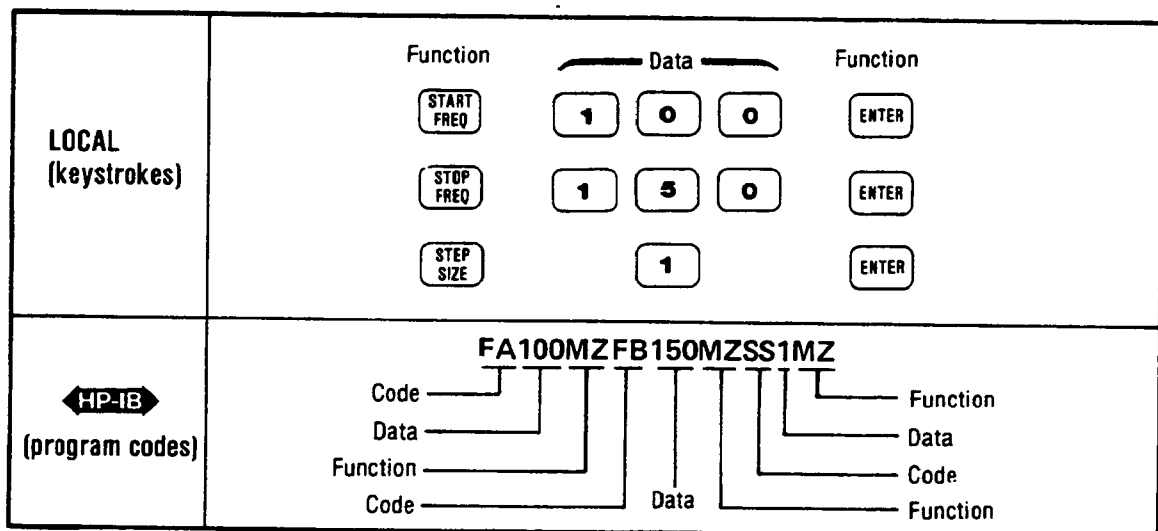 LOCAL
(keystrokes)
Function Data Function
START FREQ 1 0 0 ENTER
STOP FREQ 1 5 0 ENTER
STEP SIZE 1 ENTER
HP-IB
(program codes)
FA100MZFB150MZSS1MZ
Code Function
Data Data
Function Code
Code Data Function